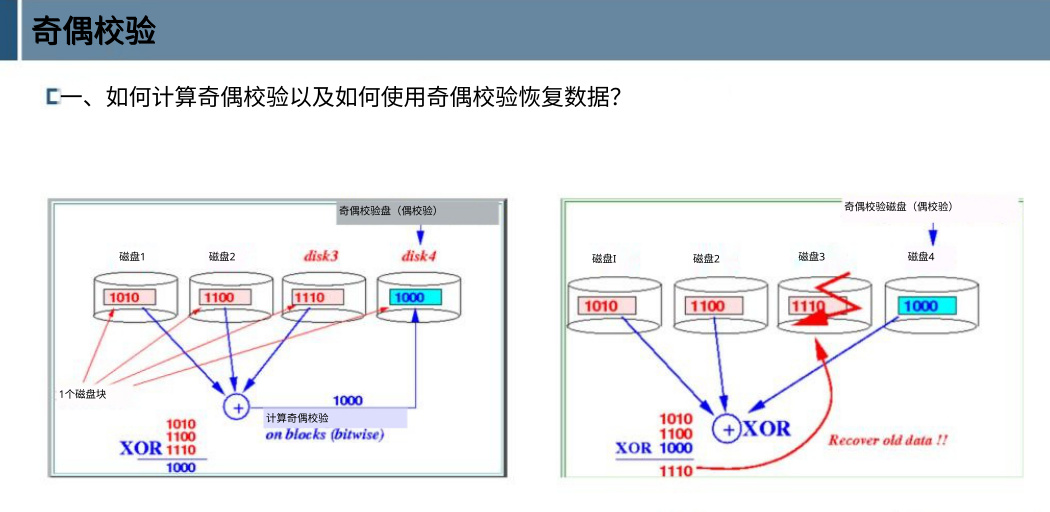 奇偶校验
一、如何计算奇偶校验以及如何使用奇偶校验恢复数据？
奇偶校验盘（偶校验）
磁盘1
磁盘2
disk3
disk4
1010
1100
1110
1000
1个磁盘块
+
1000
计算奇偶校验
on blocks (bitwise)
1010
1100
XOR 1110
1000
奇偶校验磁盘（偶校验）
磁盘I
磁盘2
磁盘3
磁盘4
1010
1100
1110
1000
+ XOR
1010
1100
XOR 1000
1110
Recover old data !!